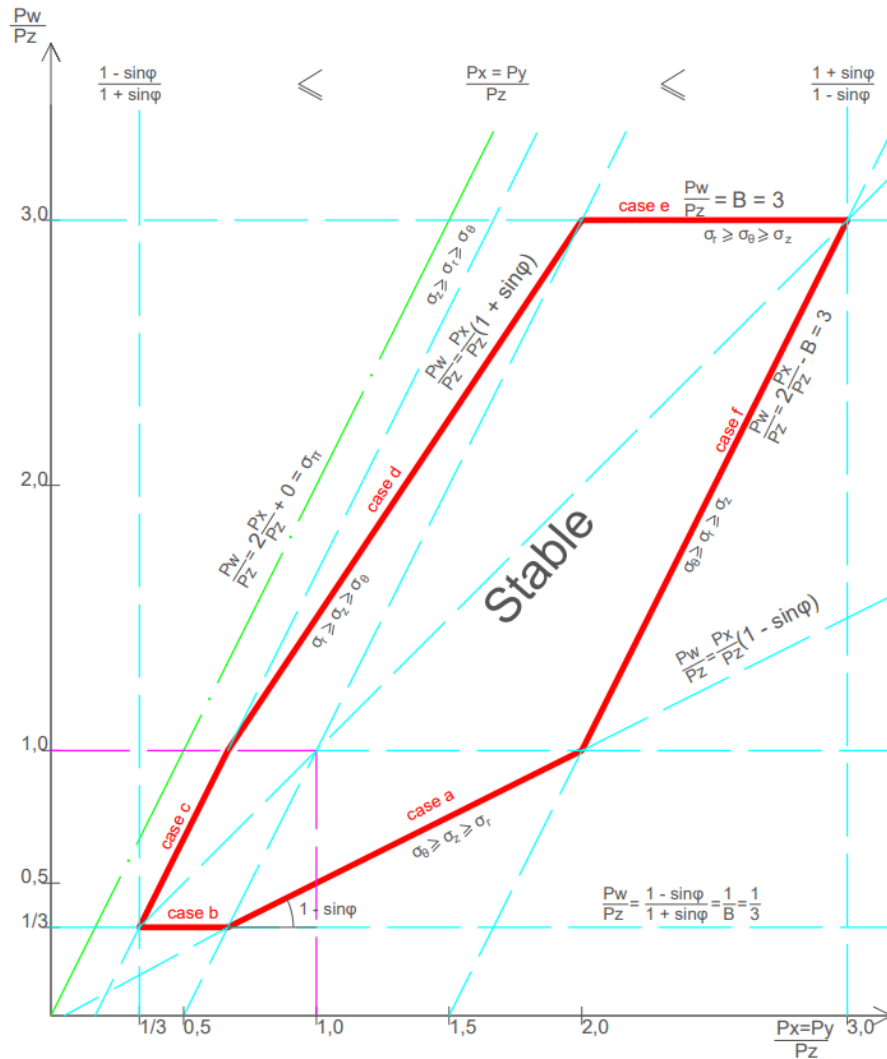 Pw
Pz
1 - sinφ
1 + sinφ
⩽
Px = Py
Pz
⩽
1 + sinφ
1 - sinφ
3,0
case e
Pw
Pz
= B = 3
σr ⩾ σθ ⩾ σz
σz ⩾ σr ⩾ σθ
Pw
Pz
=
Px
Pz
(1 + sinφ)
Pw
Pz
= 2
Px
Pz
- B = 3
case f
σθ ⩾ σr ⩾ σz
2,0
case d
Pw
Pz
= 2
Px
Pz
+ 0 = σπ
σr ⩾ σz ⩾ σθ
Stable
Pw
Pz
=
Px
Pz
(1 - sinφ)
1,0
case c
case a
σθ ⩾ σz ⩾ σr
0,5
case b
1 - sinφ
Pw
Pz
=
1 - sinφ
1 + sinφ
=
1
B
=
1
3
1/3
1/3
0,5
1,0
1,5
2,0
Px=Py
Pz
3,0